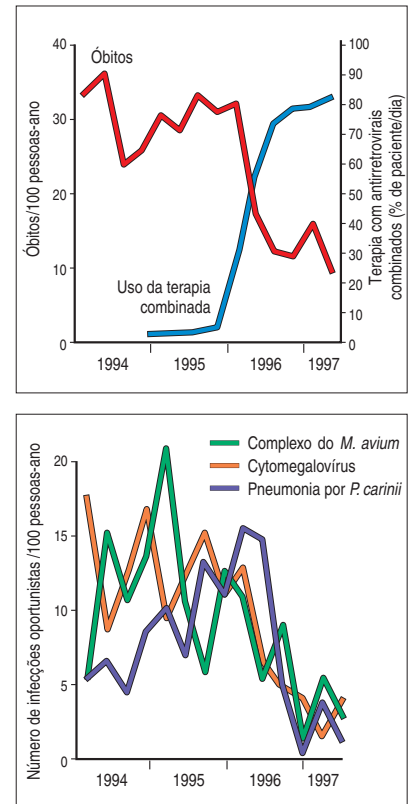 40
30
20
10
0
Óbitos/100 pessoas-ano
Óbitos
Uso da terapia
combinada
100
90
80
70
60
50
40
30
20
10
0
Terapia com antirretrovirais
combinados (% de paciente/dia)
1994
1995
1996
1997
20
15
10
5
0
Número de infecções oportunistas /100 pessoas-ano
Complexo do M. avium
Cytomegalovírus
Pneumonia por P. carinii
1994
1995
1996
1997